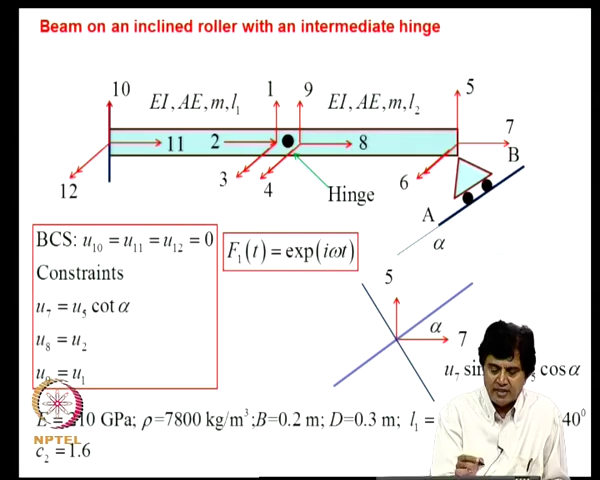 Beam on an inclined roller with an intermediate hinge
10
EI, AE, m, l₁
1
9
EI, AE, m, l₂
5
7
11
2
8
B
12
3
4
Hinge
6
A
α
BCS: u₁₀ = u₁₁ = u₁₂ = 0
Constraints
u₇ = u₅ cot α
u₈ = u₂
= u₁
F₁(t) = exp(iωt)
5
α
7
u₇ cos α
GPa; ρ=7800 kg/m³;B=0.2 m; D=0.3 m; l₁ = 40⁰
c₂ = 1.6
NPTEL